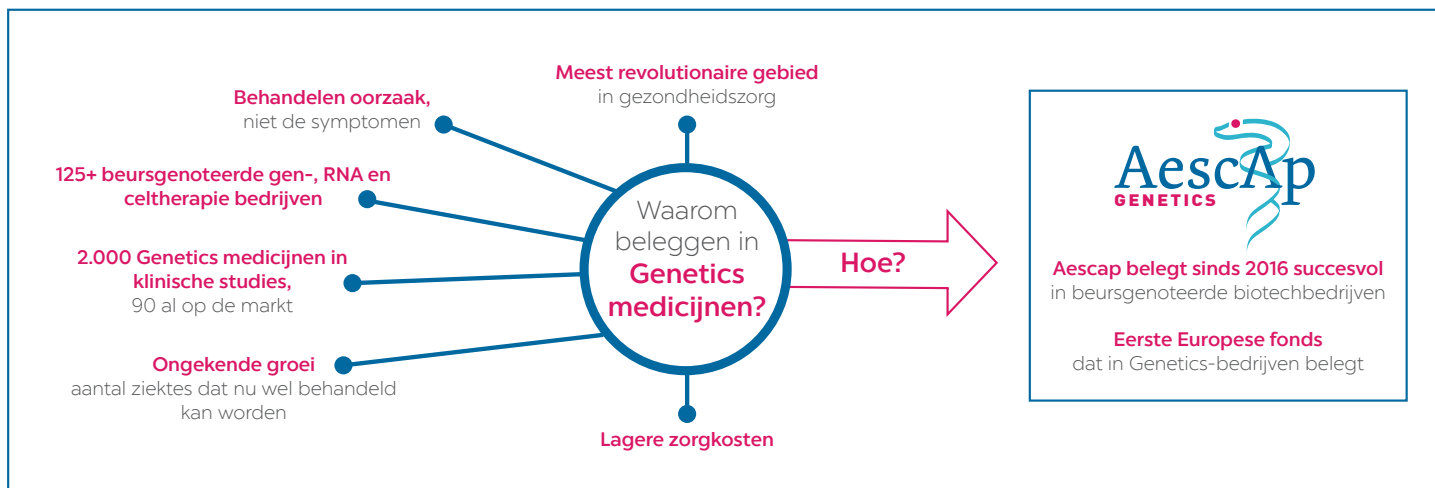 Meest revolutionaire gebied
in gezondheidszorg
Behandelen oorzaak,
niet de symptomen
125+ beursgenoteerde gen-, RNA en
celtherapie bedrijven
2.000 Genetics medicijnen in
klinische studies,
90 al op de markt
Ongekende groei
aantal ziektes dat nu wel behandeld
kan worden
Lagere zorgkosten
Waarom
beleggen in
Genetics
medicijnen?
Hoe?
AescAp
GENETICS
Aescap belegt sinds 2016 succesvol
in beursgenoteerde biotechbedrijven
Eerste Europese fonds
dat in Genetics-bedrijven belegt